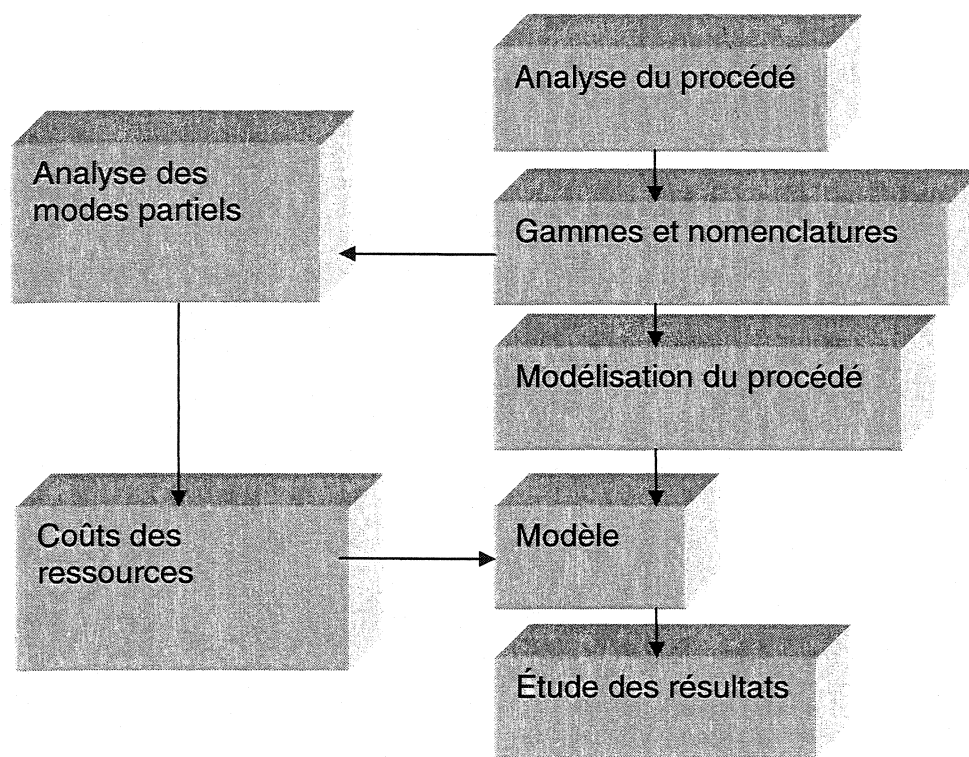 Analyse du procédé
Analyse des
modes partiels
Gammes et nomenclatures
Modélisation du procédé
Coûts des
ressources
Modèle
Étude des résultats